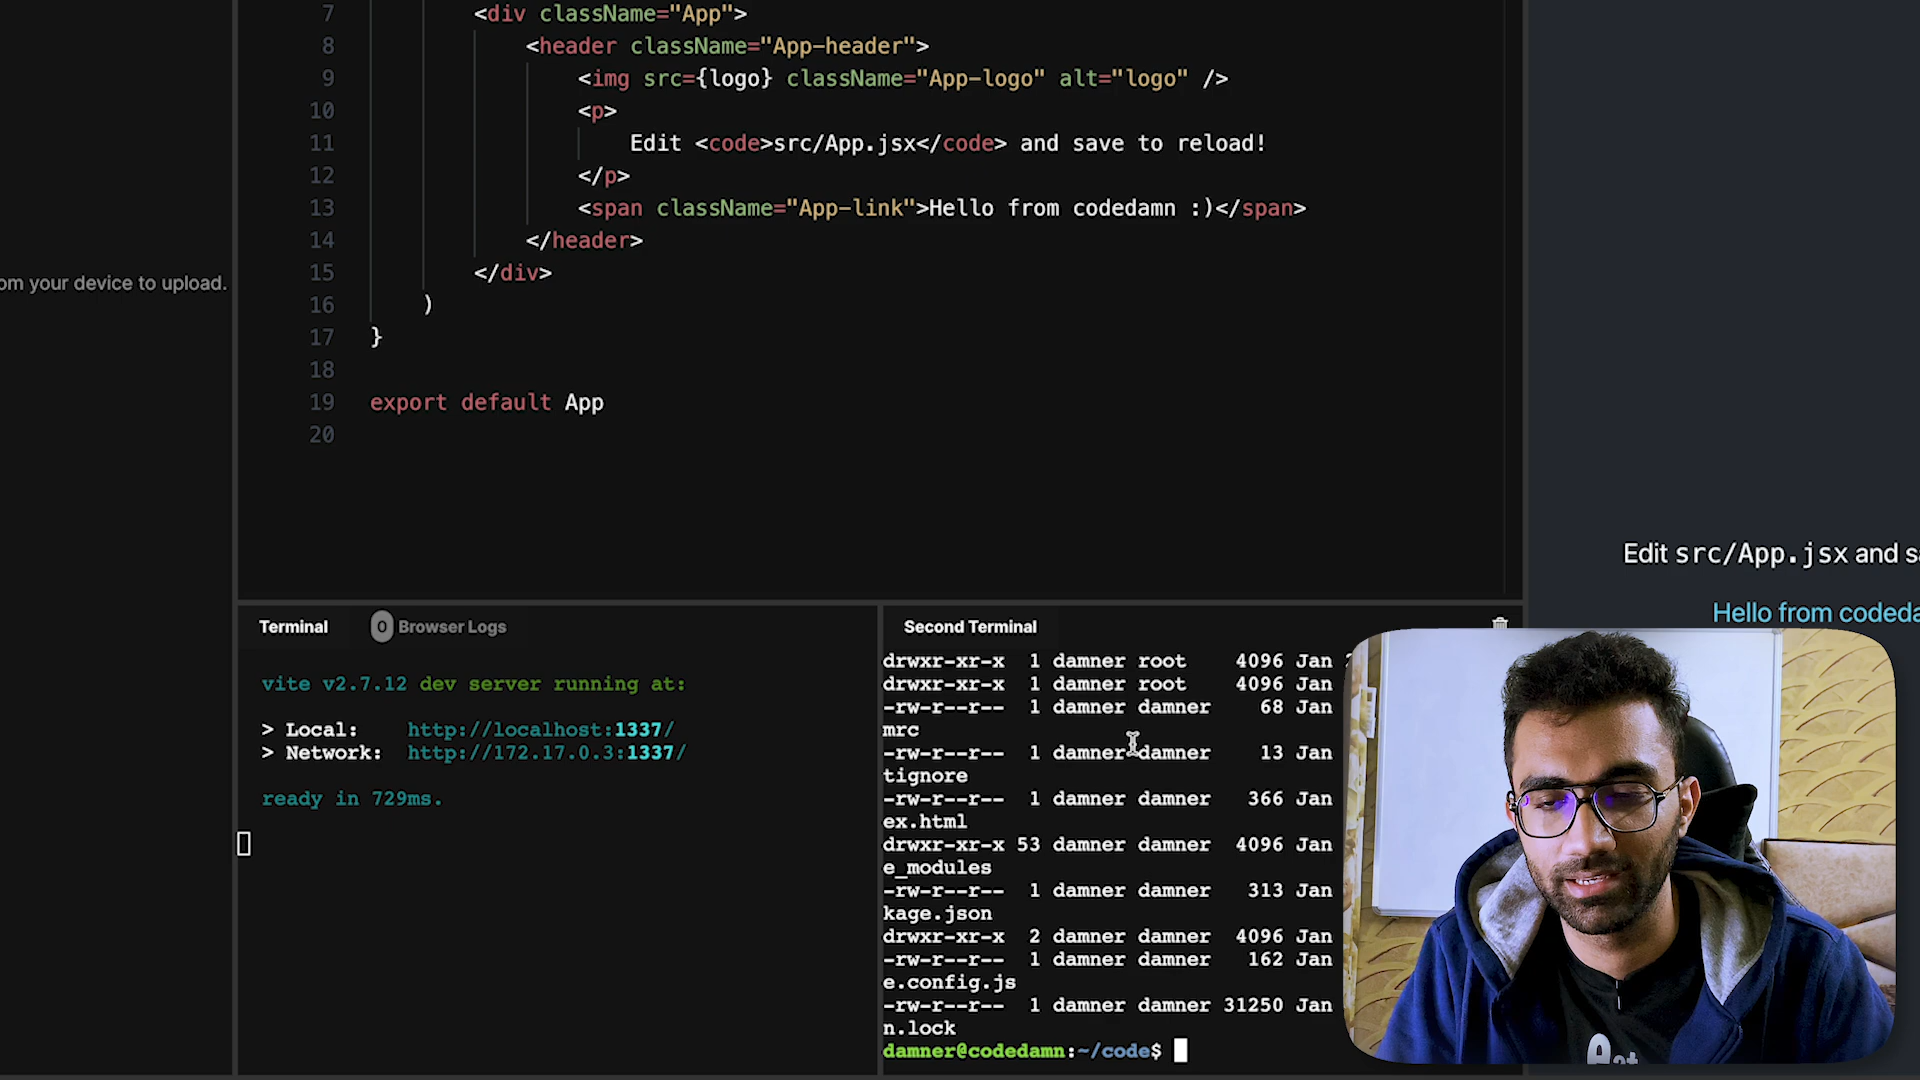 om your device to upload.
7 <div className="App">
8 <header className="App-header">
9 <img src={logo} className="App-logo" alt="logo" />
10 <p>
11 Edit <code>src/App.jsx</code> and save to reload!
12 </p>
13 <span className="App-link">Hello from codedamn :)</span>
14 </header>
15 </div>
16 )
17 }
18
19 export default App
20
Terminal 0 Browser Logs
vite v2.7.12 dev server running at:
> Local: http://localhost:1337/
> Network: http://172.17.0.3:1337/
ready in 729ms.
Second Terminal
drwxr-xr-x 1 damner root 4096 Jan
drwxr-xr-x 1 damner root 4096 Jan
-rw-r--r-- 1 damner damner 68 Jan
mrc
-rw-r--r-- 1 damner damner 13 Jan
tignore
-rw-r--r-- 1 damner damner 366 Jan
ex.html
drwxr-xr-x 53 damner damner 4096 Jan
e_modules
-rw-r--r-- 1 damner damner 313 Jan
kage.json
drwxr-xr-x 2 damner damner 4096 Jan
-rw-r--r-- 1 damner damner 162 Jan
e.config.js
-rw-r--r-- 1 damner damner 31250 Jan
n.lock
damner@codedamn:~/code$
Edit src/App.jsx and sa
Hello from codeda